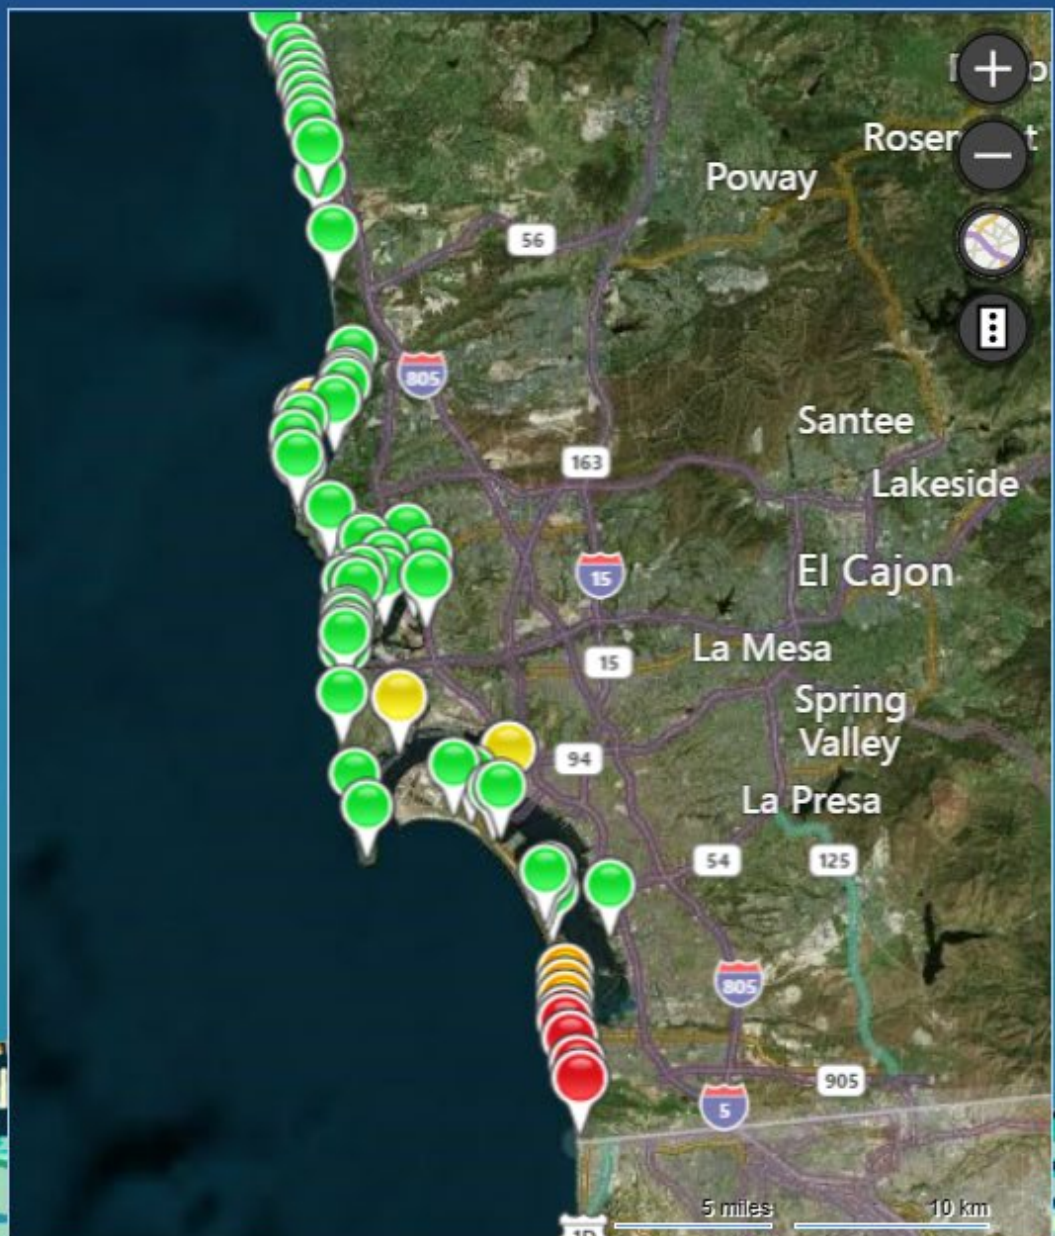 +
Poway
56
−
805
Santee
163
Lakeside
15
El Cajon
15
La Mesa
Spring
Valley
94
La Presa
54
125
805
905
5
5 miles
10 km